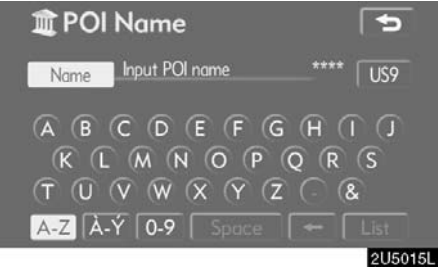 POI Name
Name Input POI name **** US9
A B C D E F G H I J
K L M N O P Q R S
T U V W X Y Z - &
A-Z À-Ý 0-9 Space ← List
2U5015L